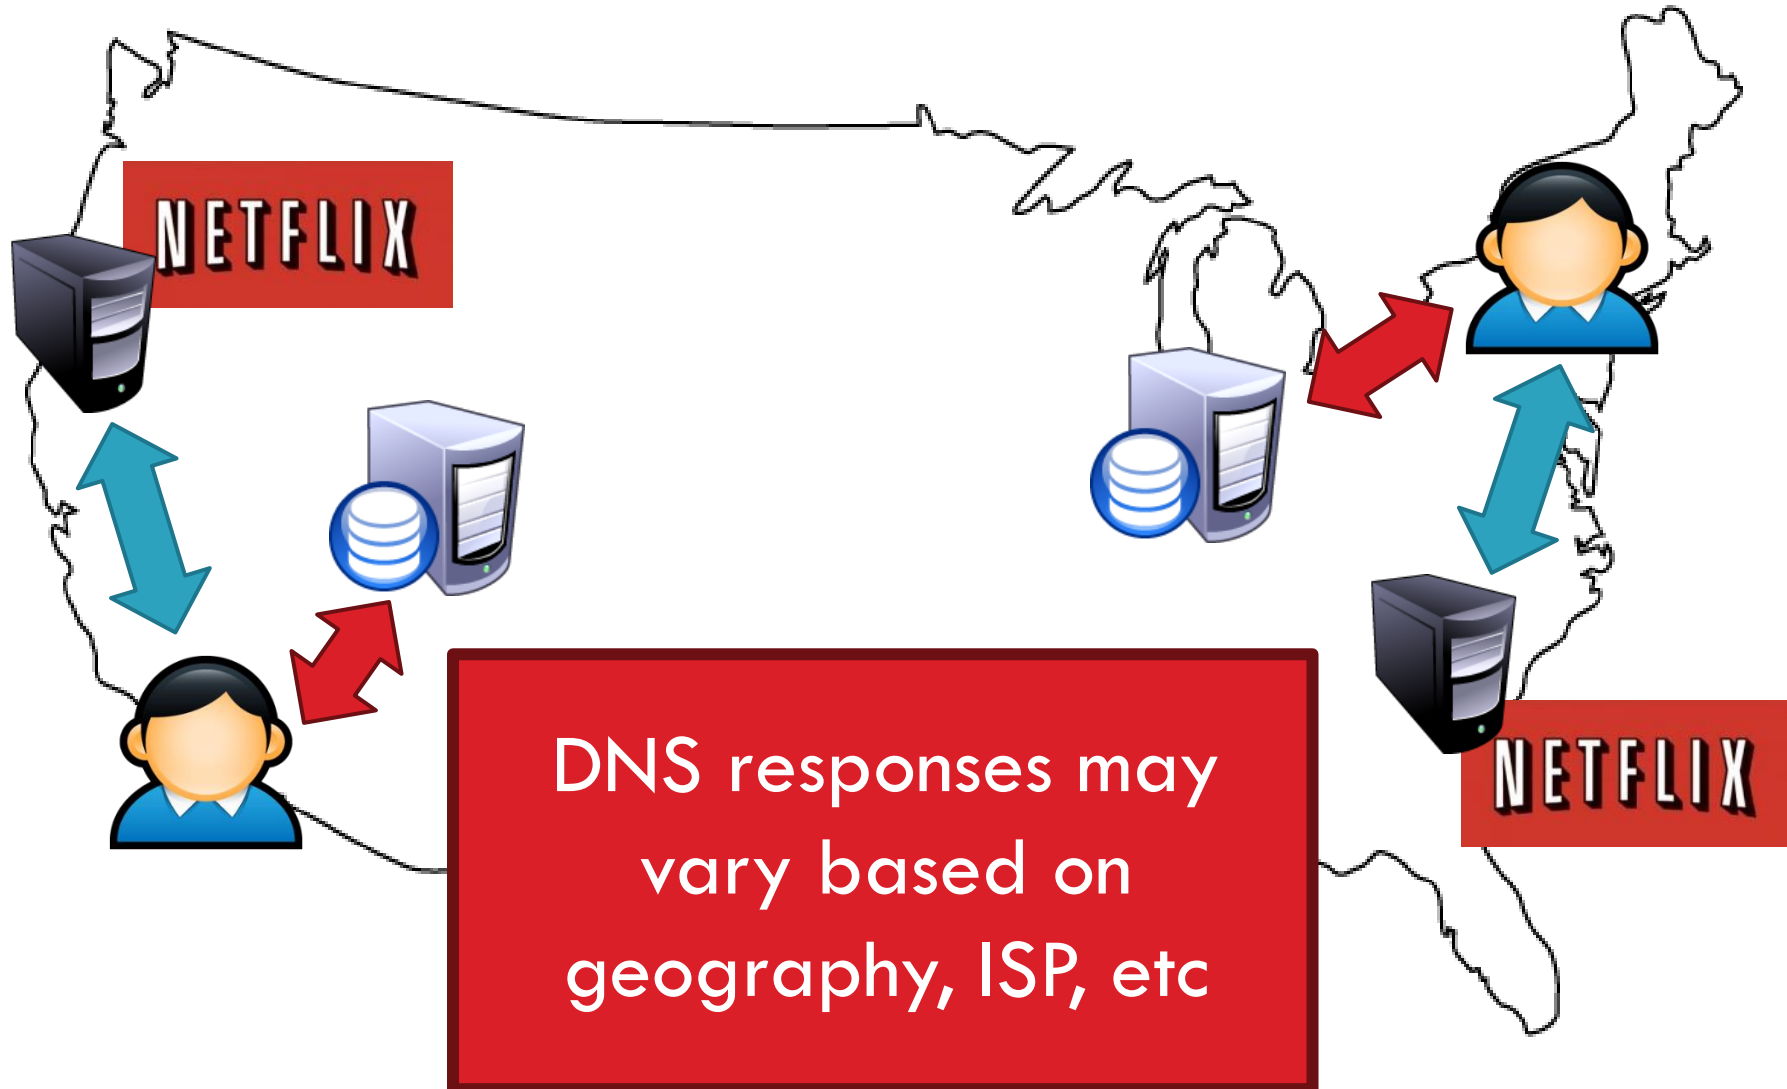 NETFLIX
NETFLIX
DNS responses may
vary based on
geography, ISP, etc